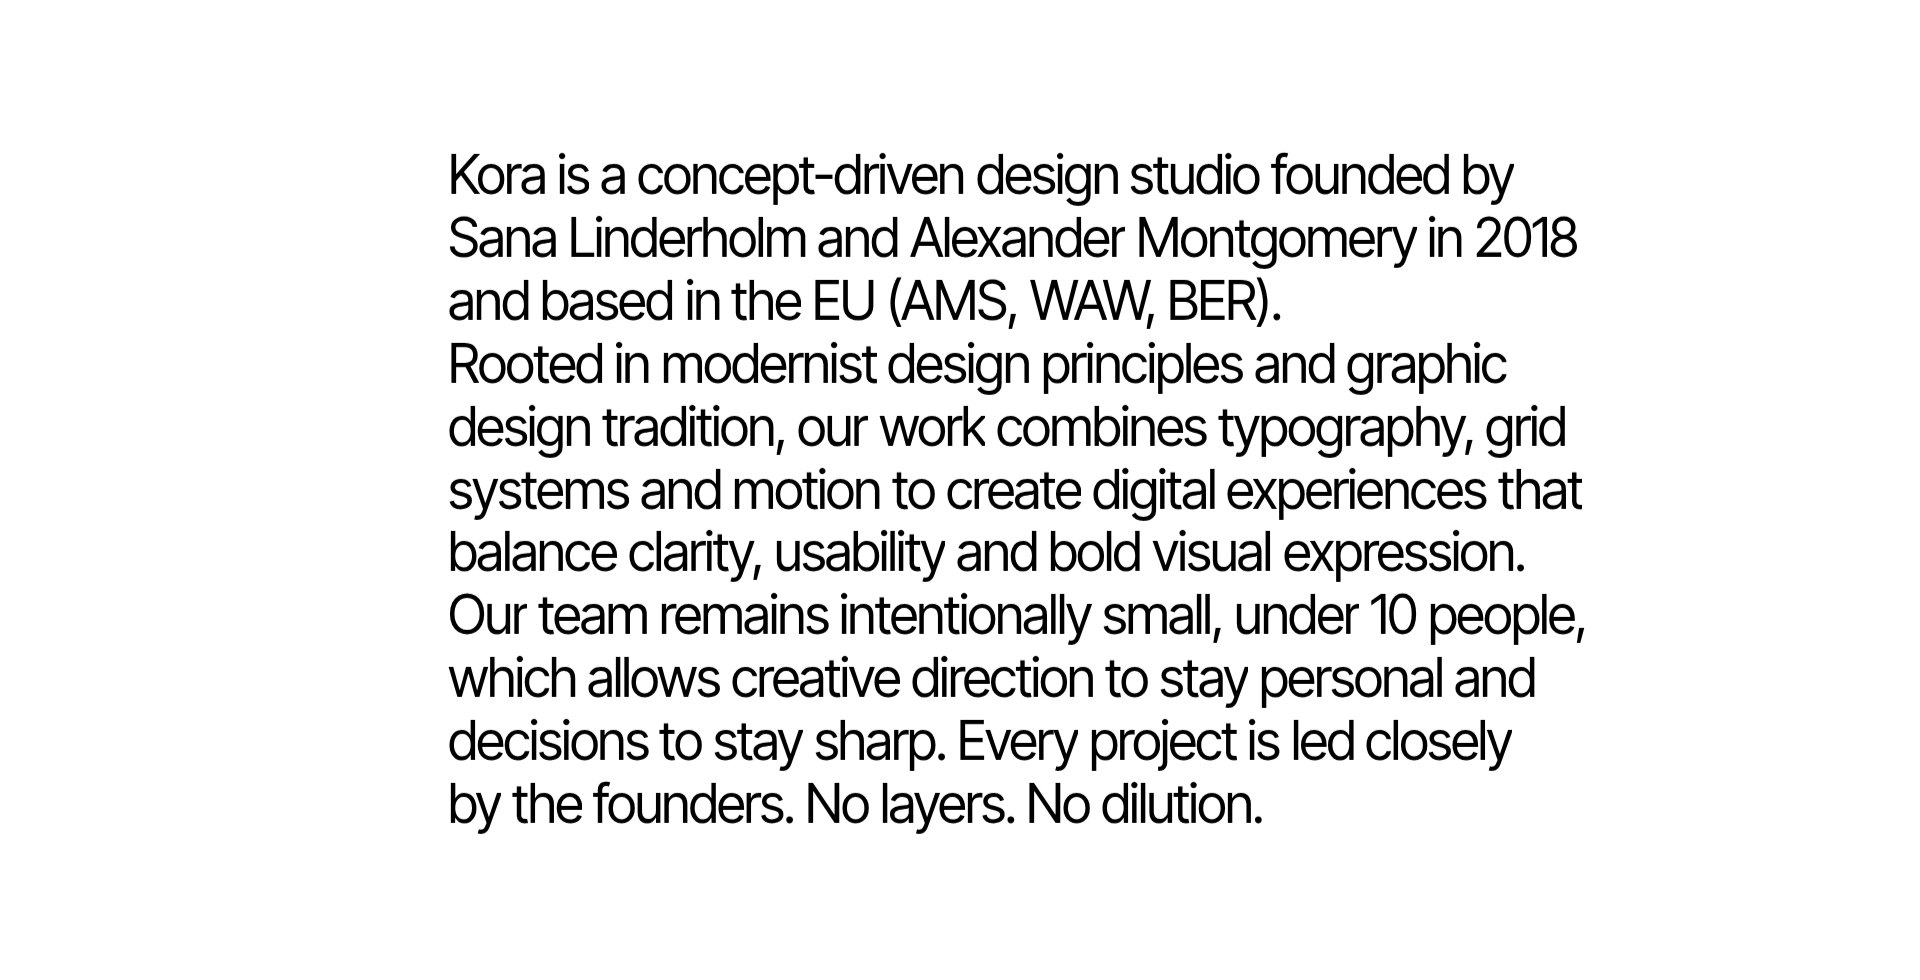 Kora is a concept-driven design studio founded by
Sana Linderholm and Alexander Montgomery in 2018
and based in the EU (AMS, WAW, BER).
Rooted in modernist design principles and graphic
design tradition, our work combines typography, grid
systems and motion to create digital experiences that
balance clarity, usability and bold visual expression.
Our team remains intentionally small, under 10 people,
which allows creative direction to stay personal and
decisions to stay sharp. Every project is led closely
by the founders. No layers. No dilution.